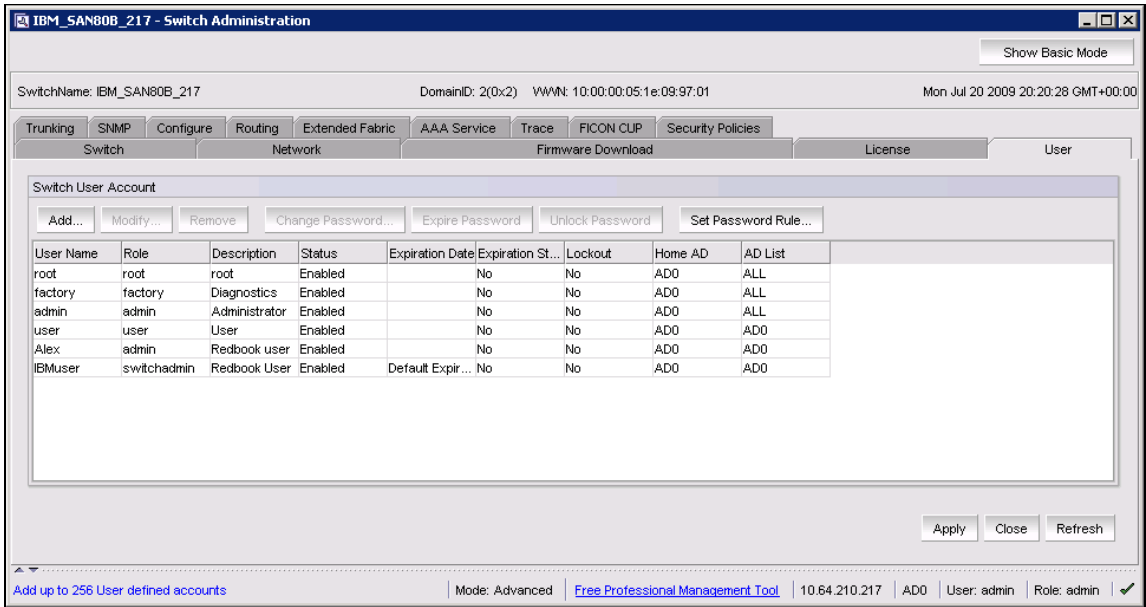 IBM_SAN80B_217 - Switch Administration
Show Basic Mode
SwitchName: IBM_SAN80B_217 DomainID: 2(0x2) WWN: 10:00:00:05:1e:09:97:01 Mon Jul 20 2009 20:20:28 GMT+00:00
Trunking SNMP Configure Routing Extended Fabric AAA Service Trace FICON CUP Security Policies
Switch Network Firmware Download License User
Switch User Account
Add... Modify... Remove Change Password... Expire Password Unlock Password Set Password Rule...
User Name Role Description Status Expiration Date Expiration St... Lockout Home AD AD List
root root root Enabled No No AD0 ALL
factory factory Diagnostics Enabled No No AD0 ALL
admin admin Administrator Enabled No No AD0 ALL
user user User Enabled No No AD0 AD0
Alex admin Redbook user Enabled No No AD0 AD0
IBMuser switchadmin Redbook User Enabled Default Expir... No No AD0 AD0
Apply Close Refresh
Add up to 256 User defined accounts Mode: Advanced Free Professional Management Tool 10.64.210.217 AD0 User: admin Role: admin